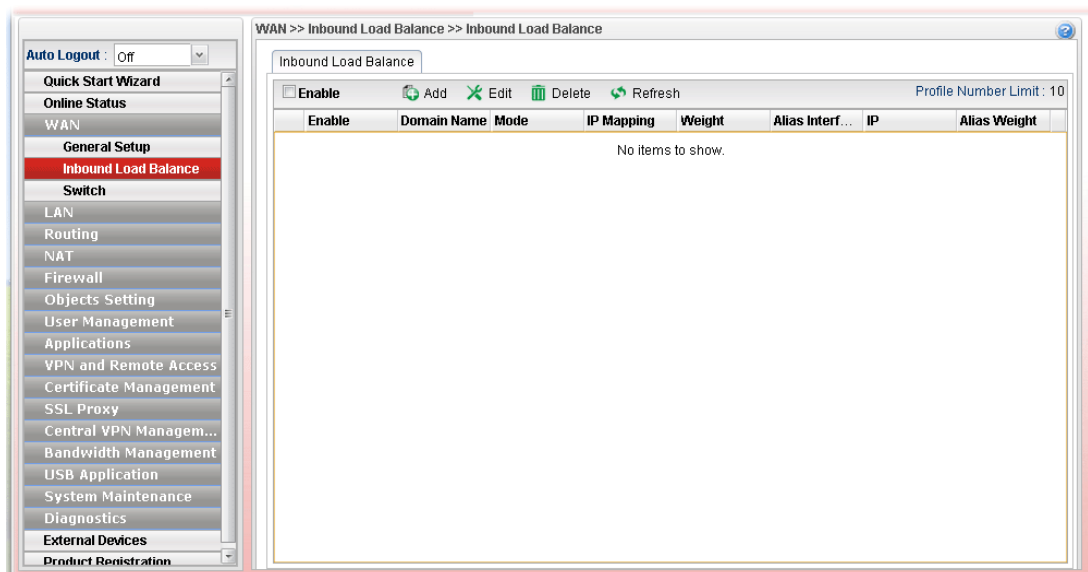 WAN >> Inbound Load Balance >> Inbound Load Balance
Auto Logout : Off
Quick Start Wizard
Online Status
WAN
General Setup
Inbound Load Balance
Switch
LAN
Routing
NAT
Firewall
Objects Setting
User Management
Applications
VPN and Remote Access
Certificate Management
SSL Proxy
Central VPN Managem...
Bandwidth Management
USB Application
System Maintenance
Diagnostics
External Devices
Product Registration
Inbound Load Balance
Enable Add Edit Delete Refresh Profile Number Limit : 10
Enable Domain Name Mode IP Mapping Weight Alias Interf... IP Alias Weight
No items to show.